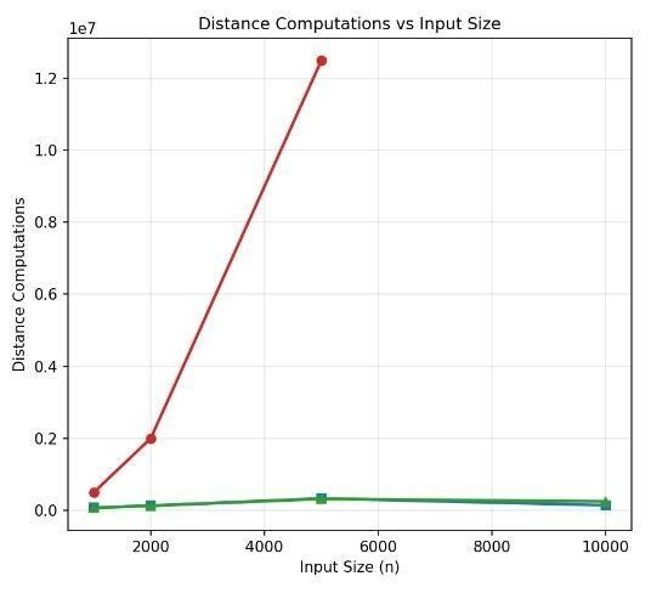 Distance Computations vs Input Size
1e7
1.2
1.0
0.8
0.6
0.4
0.2
0.0
Distance Computations
2000 4000 6000 8000 10000
Input Size (n)